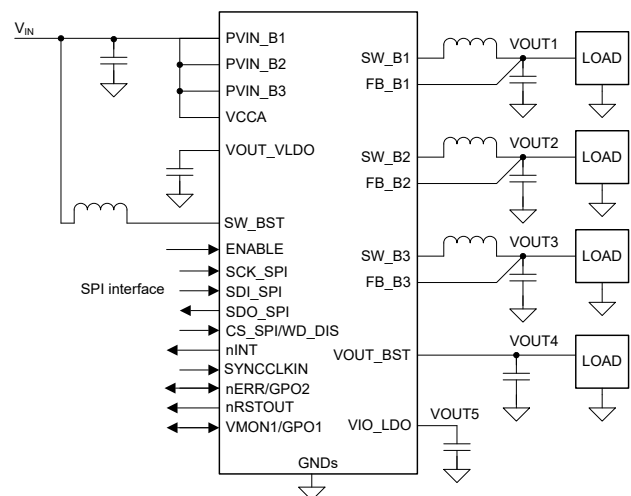 VIN
PVIN_B1
PVIN_B2
PVIN_B3
VCCA
VOUT_VLDO
SW_BST
ENABLE
SCK_SPI
SPI interface
SDI_SPI
SDO_SPI
CS_SPI/WD_DIS
nINT
SYNCCLKIN
nERR/GPO2
nRSTOUT
VMON1/GPO1
GNDs
SW_B1
VOUT1
LOAD
FB_B1
SW_B2
VOUT2
LOAD
FB_B2
SW_B3
VOUT3
LOAD
FB_B3
VOUT_BST
VOUT4
LOAD
VIO_LDO
VOUT5